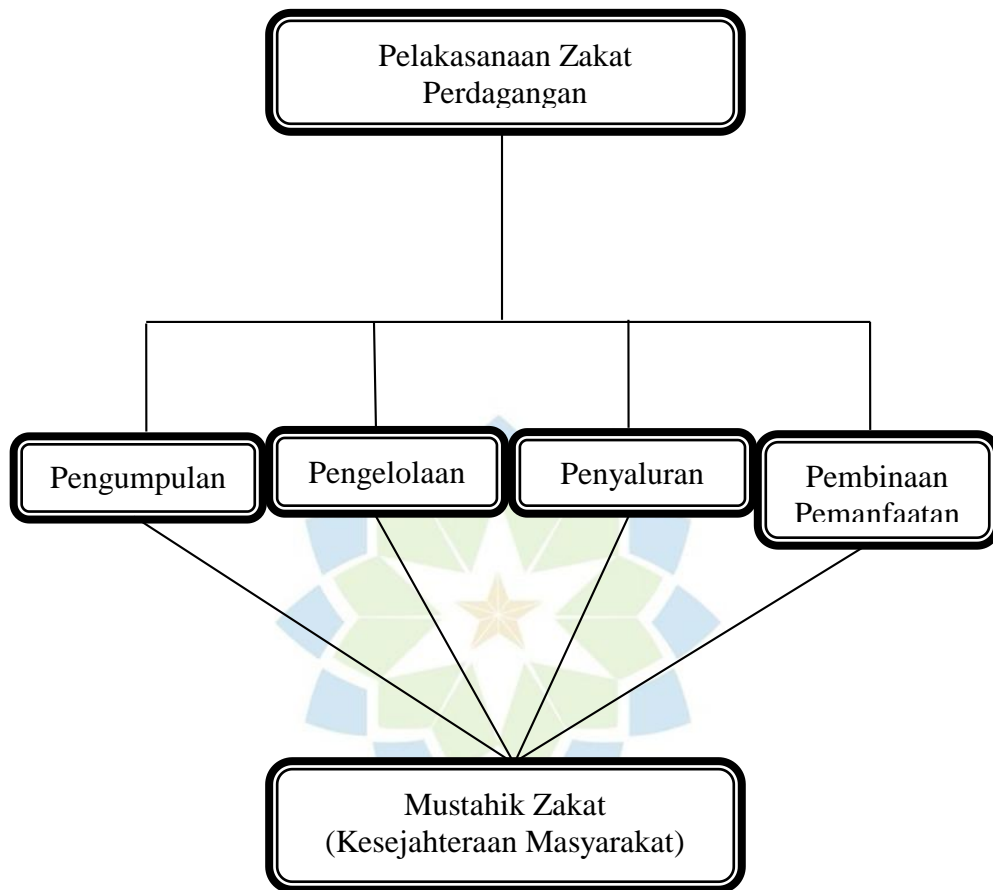 Pelakasanaan Zakat
Perdagangan
Pengumpulan
Pengelolaan
Penyaluran
Pembinaan
Pemanfaatan
Mustahik Zakat
(Kesejahteraan Masyarakat)